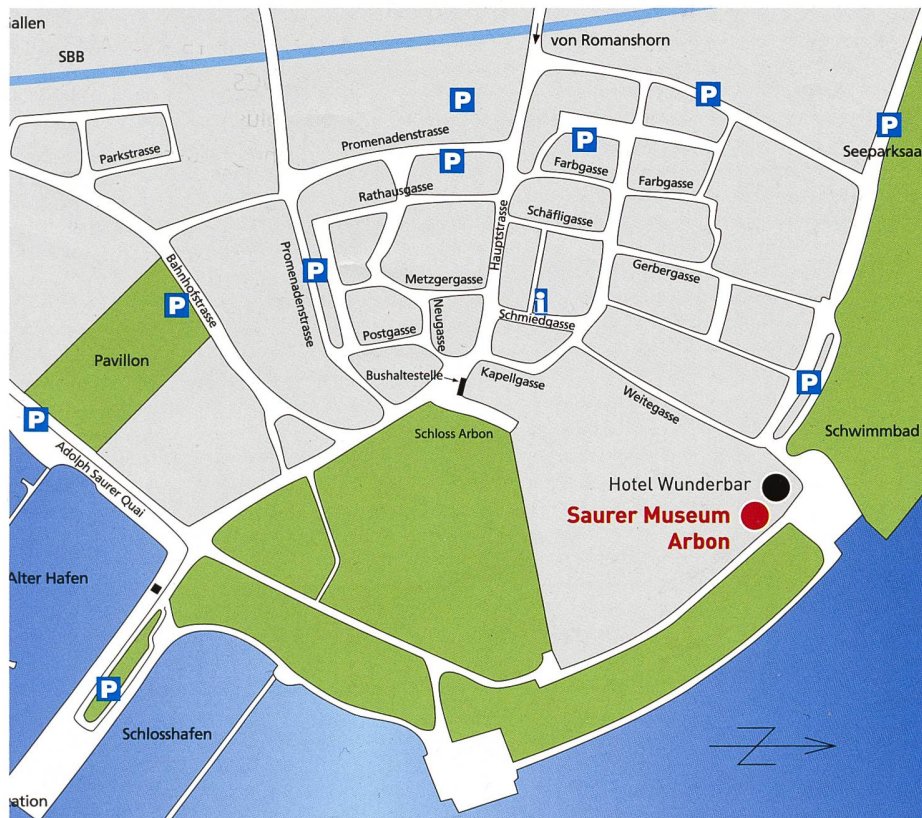 allen
SBB
von Romanshorn
P
P
P
P
P
Parkstrasse
Promenadenstrasse
Seeparksaa
Farbgasse
Farbgasse
Rathausgasse
Schäfligasse
Hauptstrasse
Promenadenstrasse
Bahnhofstrasse
P
P
Metzgergasse
Gerbergasse
i
Schmiedgasse
Neugasse
Postgasse
Pavillon
Bushaltestelle
Kapellgasse
Weitegasse
P
P
Schloss Arbon
Schwimmbad
Adolph Saurer Quai
Hotel Wunderbar
Saurer Museum
Arbon
Alter Hafen
P
Schlosshafen
N
ation